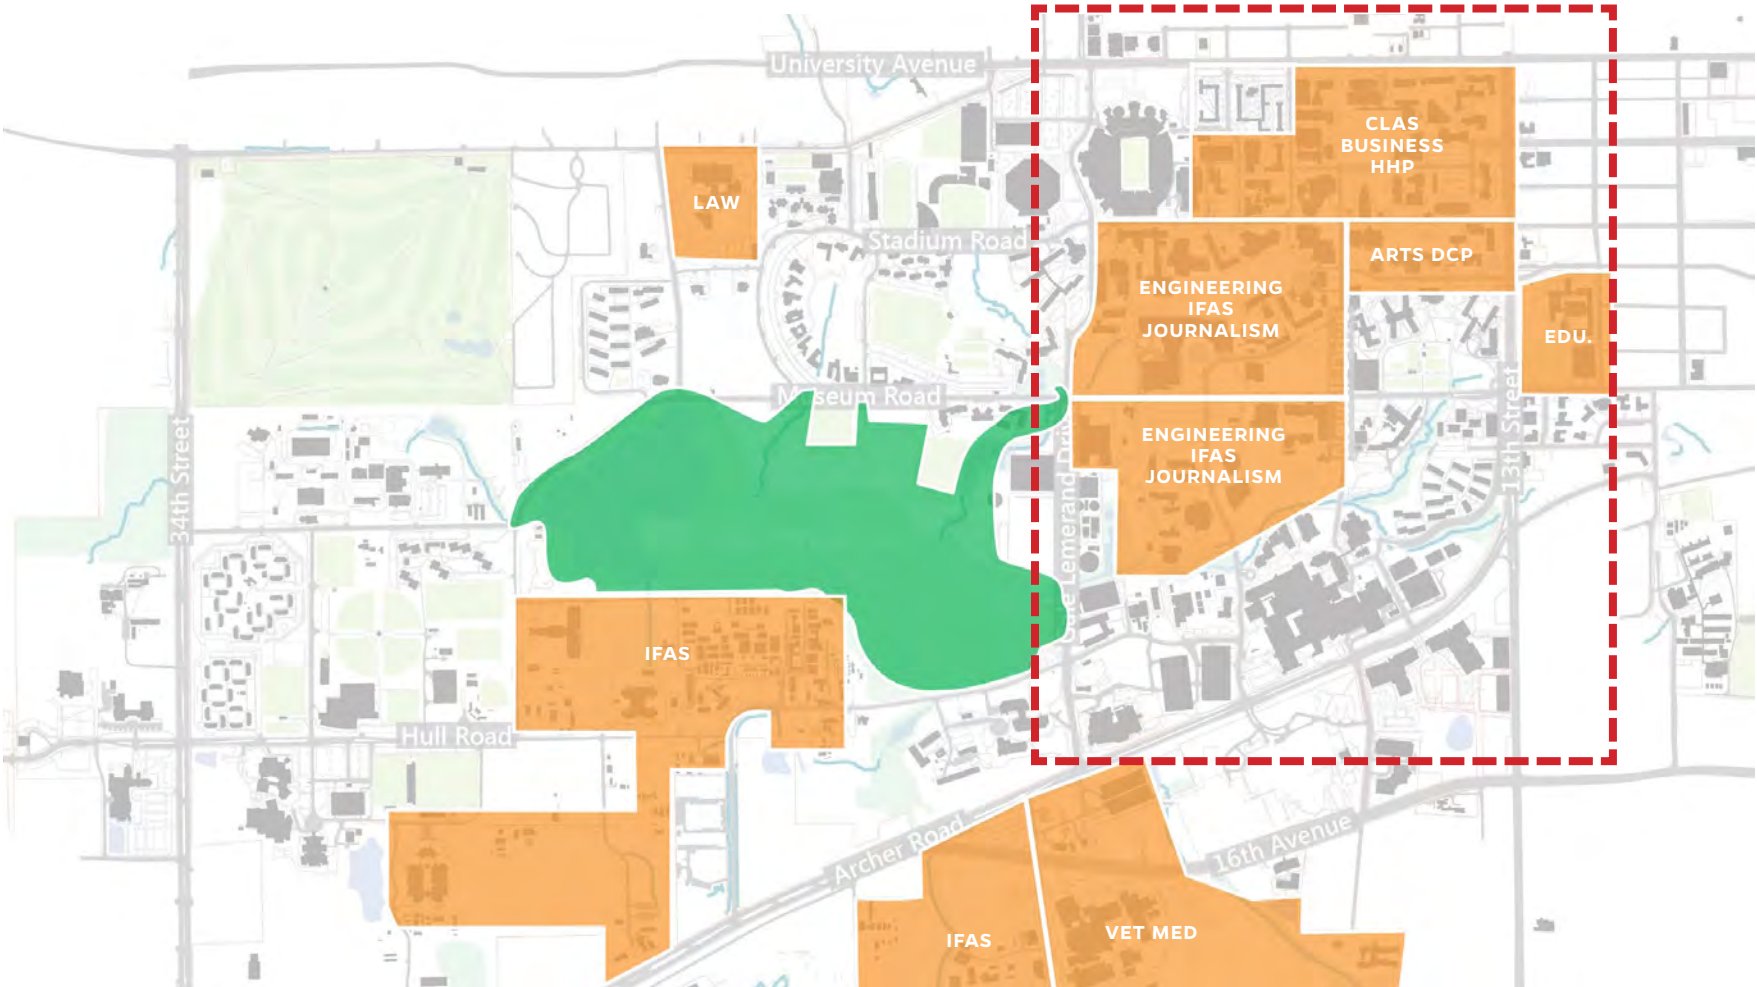 University Avenue
CLAS
BUSINESS
HHP
LAW
Stadium Road
ARTS DCP
ENGINEERING
IFAS
JOURNALISM
EDU.
Museum Road
13th Street
34th Street
ENGINEERING
IFAS
JOURNALISM
Lemerand
IFAS
Hull Road
Archer Road
16th Avenue
IFAS
VET MED